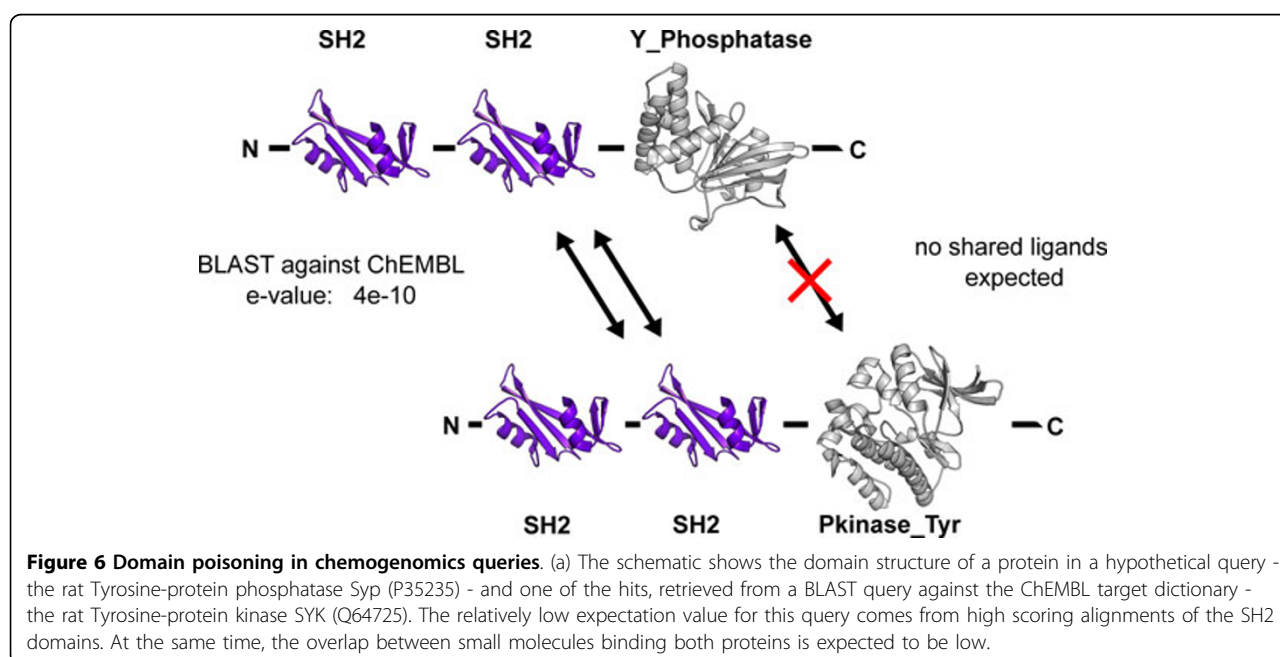 SH2 SH2 Y_Phosphatase
N C
BLAST against ChEMBL
e-value: 4e-10
no shared ligands
expected
N C
SH2 SH2 Pkinase_Tyr
Figure 6 Domain poisoning in chemogenomics queries. (a) The schematic shows the domain structure of a protein in a hypothetical query -
the rat Tyrosine-protein phosphatase Syp (P35235) - and one of the hits, retrieved from a BLAST query against the ChEMBL target dictionary -
the rat Tyrosine-protein kinase SYK (Q64725). The relatively low expectation value for this query comes from high scoring alignments of the SH2
domains. At the same time, the overlap between small molecules binding both proteins is expected to be low.